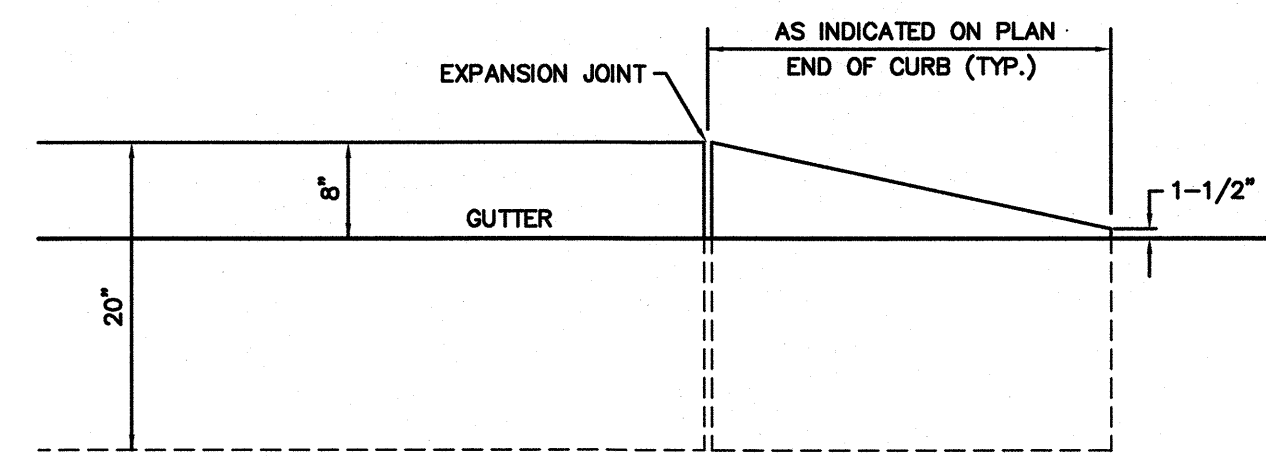 AS INDICATED ON PLAN
END OF CURB (TYP.)
EXPANSION JOINT
8"
1-1/2"
GUTTER
20"